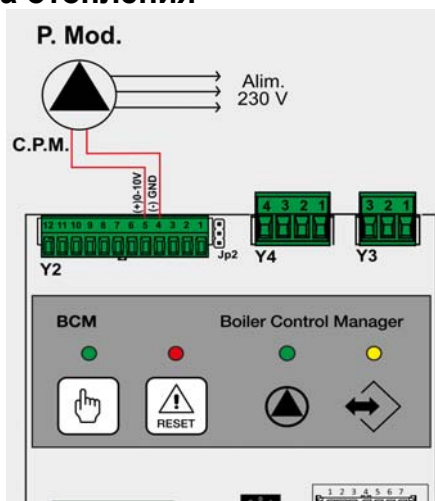 отопления
P. Mod.
Alim.
230 V
C.P.M.
(+)0-10V
(-) GND
12 11 10 9 8 7 6 5 4 3 2 1
Jp2
Y2
4 3 2 1
Y4
3 2 1
Y3
BCM
Boiler Control Manager
RESET
1 2 3 4 5 6 7